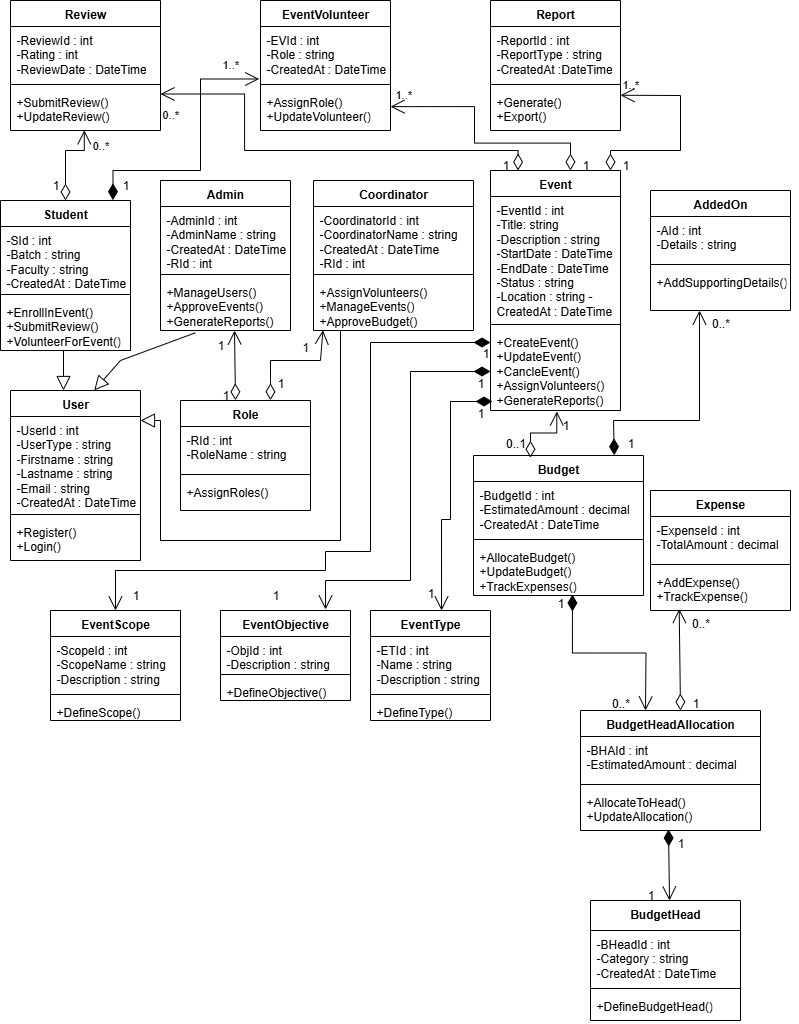 Review
-ReviewId : int
-Rating : int
-ReviewDate : DateTime
+SubmitReview()
+UpdateReview()
EventVolunteer
-EVId : int
-Role : string
-CreatedAt : DateTime
+AssignRole()
+UpdateVolunteer()
Report
-ReportId : int
-ReportType : string
-CreatedAt :DateTime
+Generate()
+Export()
1..*
0..*
1..*
1..*
0..*
1
1
1
1
1
Student
-SId : int
-Batch : string
-Faculty : string
-CreatedAt : DateTime
+EnrollInEvent()
+SubmitReview()
+VolunteerForEvent()
Admin
-AdminId : int
-AdminName : string
-CreatedAt : DateTime
-RId : int
+ManageUsers()
+ApproveEvents()
+GenerateReports()
Coordinator
-CoordinatorId : int
-CoordinatorName : string
-CreatedAt : DateTime
-RId : int
+AssignVolunteers()
+ManageEvents()
+ApproveBudget()
Event
-EventId : int
-Title: string
-Description : string
-StartDate : DateTime
-EndDate : DateTime
-Status : string
-Location : string -
CreatedAt : DateTime
+CreateEvent()
+UpdateEvent()
+CancleEvent()
+AssignVolunteers()
+GenerateReports()
AddedOn
-AId : int
-Details : string
+AddSupportingDetails()
0..*
1
1
1
1
1
1
1
User
-UserId : int
-UserType : string
-Firstname : string
-Lastname : string
-Email : string
-CreatedAt : DateTime
+Register()
+Login()
Role
-RId : int
-RoleName : string
+AssignRoles()
1
0..1
1
Budget
-BudgetId : int
-EstimatedAmount : decimal
-CreatedAt : DateTime
+AllocateBudget()
+UpdateBudget()
+TrackExpenses()
Expense
-ExpenseId : int
-TotalAmount : decimal
+AddExpense()
+TrackExpense()
1
1
1
1
0..*
EventScope
-ScopeId : int
-ScopeName : string
-Description : string
+DefineScope()
EventObjective
-ObjId : int
-Description : string
+DefineObjective()
EventType
-ETId : int
-Name : string
-Description : string
+DefineType()
0..*
1
BudgetHeadAllocation
-BHAId : int
-EstimatedAmount : decimal
+AllocateToHead()
+UpdateAllocation()
1
1
BudgetHead
-BHeadId : int
-Category : string
-CreatedAt : DateTime
+DefineBudgetHead()